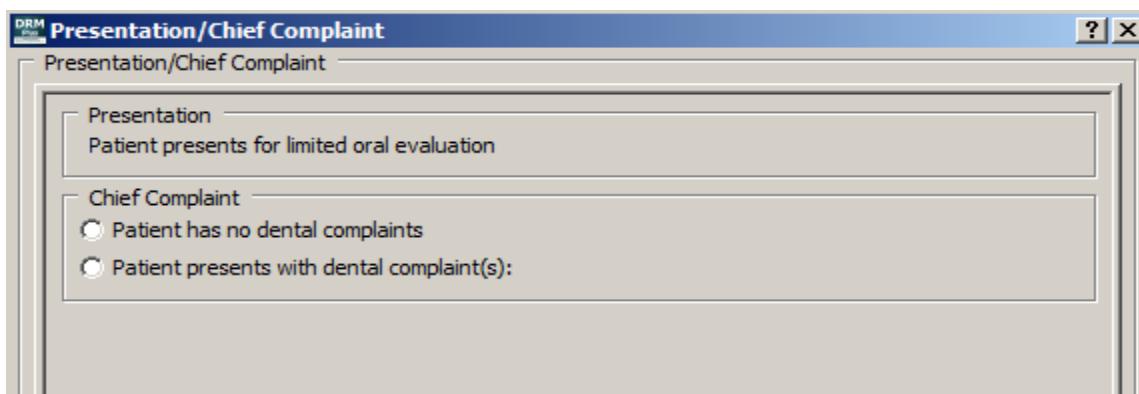 DRM
Plus
Presentation/Chief Complaint
Presentation/Chief Complaint
Presentation
Patient presents for limited oral evaluation
Chief Complaint
Patient has no dental complaints
Patient presents with dental complaint(s):